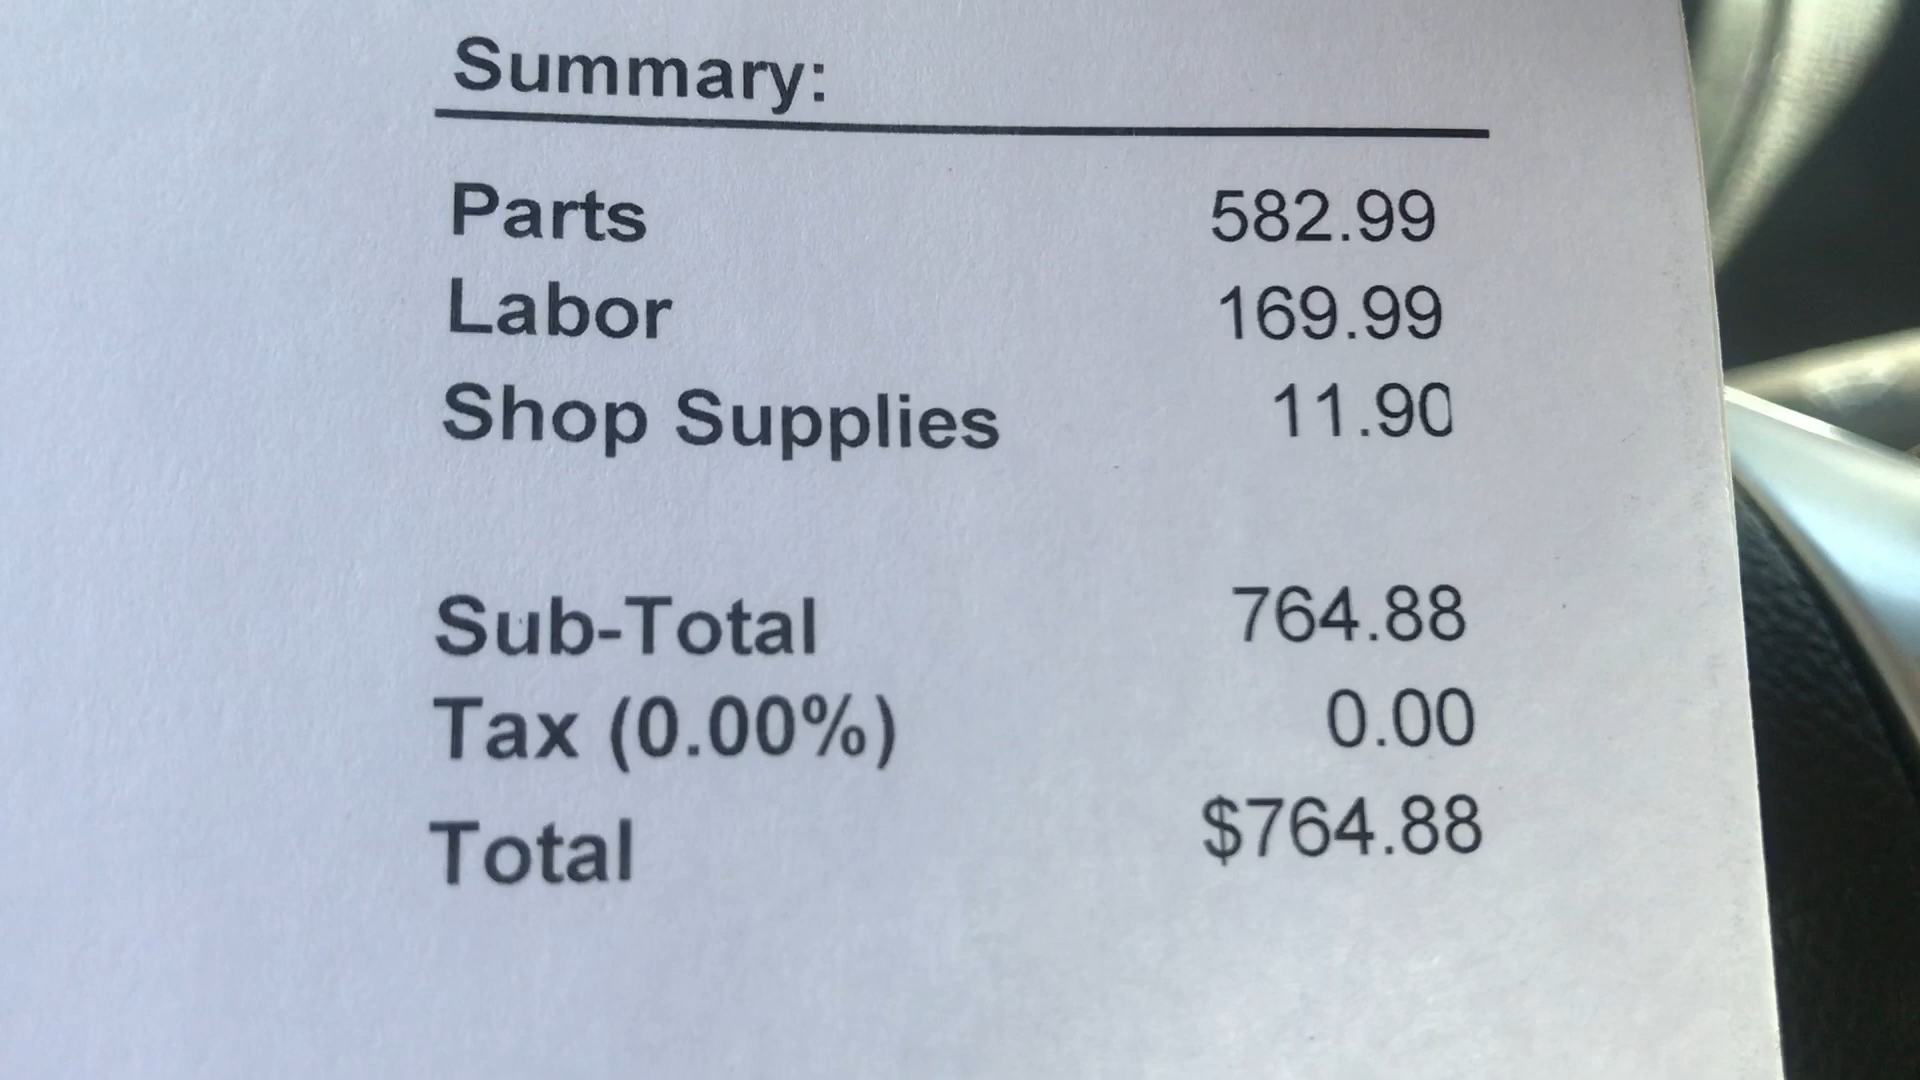 Summary:
Parts 582.99
Labor 169.99
Shop Supplies 11.90
Sub-Total 764.88
Tax (0.00%) 0.00
Total $764.88